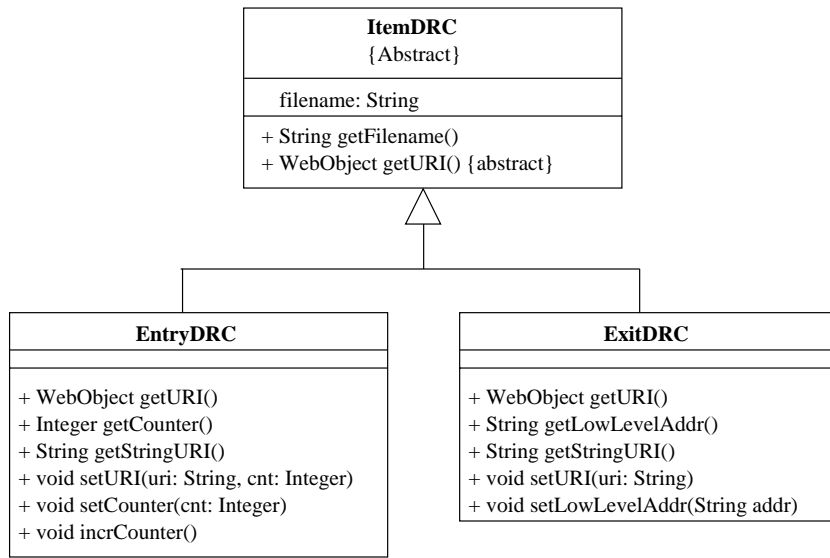 ItemDRC
{Abstract}
filename: String
+ String getFilename()
+ WebObject getURI() {abstract}
EntryDRC
+ WebObject getURI()
+ Integer getCounter()
+ String getStringURI()
+ void setURI(uri: String, cnt: Integer)
+ void setCounter(cnt: Integer)
+ void incrCounter()
ExitDRC
+ WebObject getURI()
+ String getLowLevelAddr()
+ String getStringURI()
+ void setURI(uri: String)
+ void setLowLevelAddr(String addr)